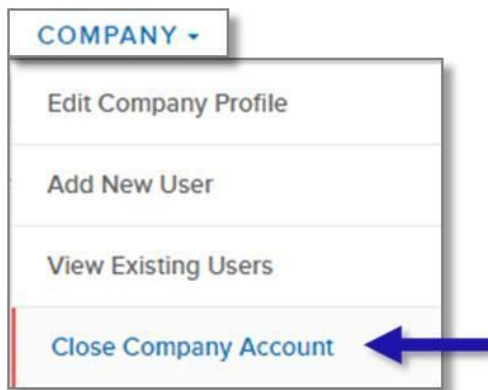 COMPANY
Edit Company Profile
Add New User
View Existing Users
Close Company Account